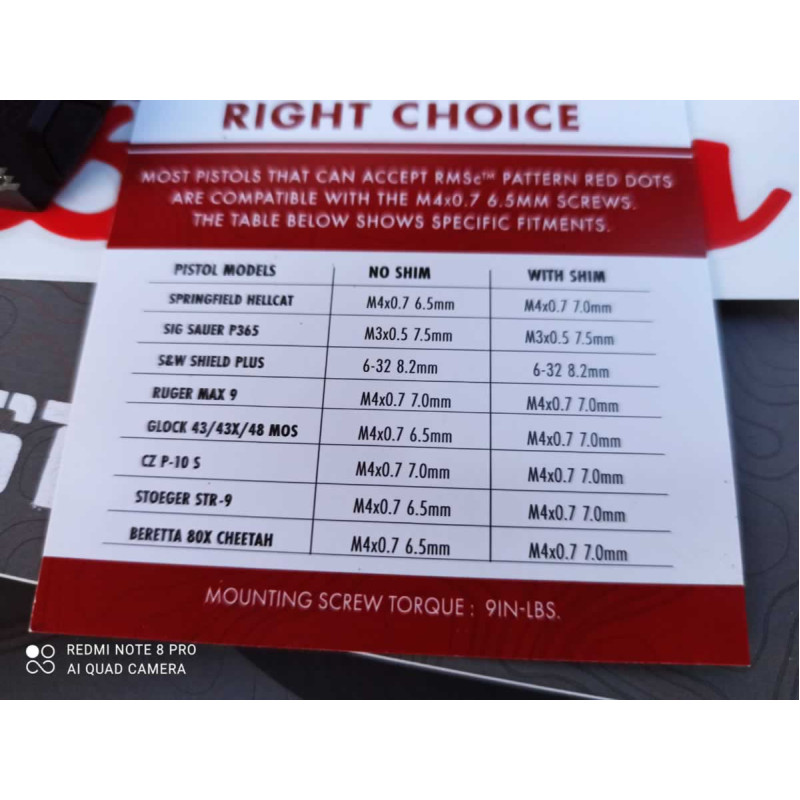 RIGHT CHOICE
MOST PISTOLS THAT CAN ACCEPT RMSc™ PATTERN RED DOTS
ARE COMPATIBLE WITH THE M4x0.7 6.5MM SCREWS.
THE TABLE BELOW SHOWS SPECIFIC FITMENTS.
PISTOL MODELS NO SHIM WITH SHIM
SPRINGFIELD HELLCAT M4x0.7 6.5mm M4x0.7 7.0mm
SIG SAUER P365 M3x0.5 7.5mm M3x0.5 7.5mm
S&W SHIELD PLUS 6-32 8.2mm 6-32 8.2mm
RUGER MAX 9 M4x0.7 7.0mm M4x0.7 7.0mm
GLOCK 43/43X/48 MOS M4x0.7 6.5mm M4x0.7 7.0mm
CZ P-10 S M4x0.7 7.0mm M4x0.7 7.0mm
STOEGER STR-9 M4x0.7 6.5mm M4x0.7 7.0mm
BERETTA 80X CHEETAH M4x0.7 6.5mm M4x0.7 7.0mm
MOUNTING SCREW TORQUE : 9IN-LBS.
REDMI NOTE 8 PRO
AI QUAD CAMERA